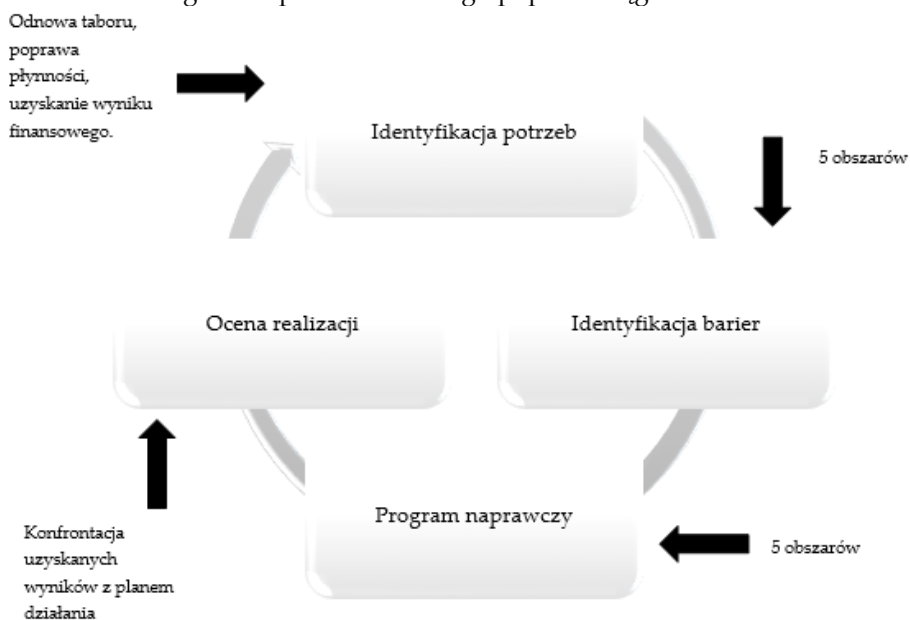 Odnowa taboru,
poprawa
płynności,
uzyskanie wyniku
finansowego.
Identyfikacja potrzeb
5 obszarów
Ocena realizacji
Identyfikacja barier
Program naprawczy
5 obszarów
Konfrontacja
uzyskanych
wyników z planem
działania